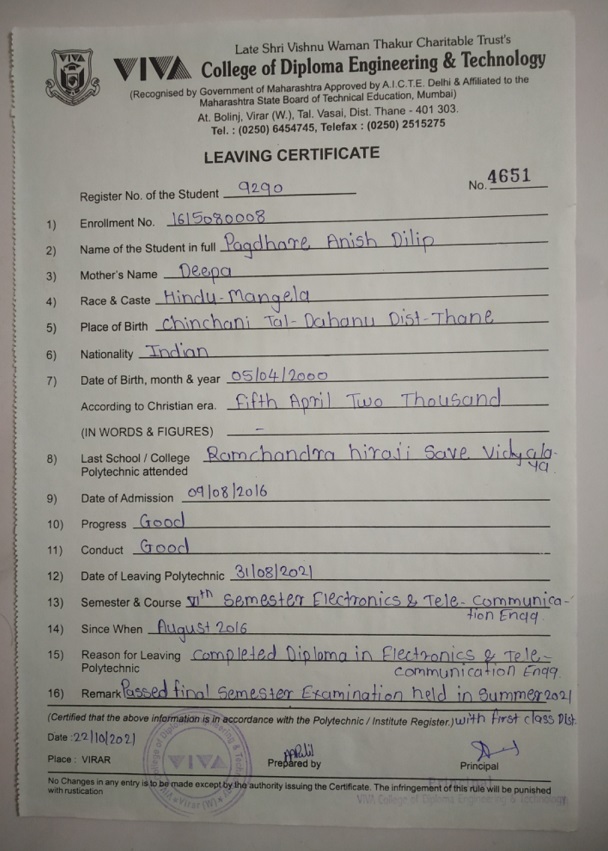 Late Shri Vishnu Waman Thakur Charitable Trust's
VIVA College of Diploma Engineering & Technology
(Recognised by Government of Maharashtra Approved by A.I.C.T.E. Delhi & Affiliated to the
Maharashtra State Board of Technical Education, Mumbai)
At. Bolinj, Virar (W.), Tal. Vasai, Dist. Thane - 401 303.
Tel. : (0250) 6454745, Telefax : (0250) 2515275
LEAVING CERTIFICATE
Register No. of the Student 9290 No. 4651
1) Enrollment No. 1615080008
2) Name of the Student in full Pagdhare Anish Dilip
3) Mother's Name Deepa
4) Race & Caste Hindu-Mangela
5) Place of Birth Chinchani Tal-Dahanu Dist-Thane
6) Nationality Indian
7) Date of Birth, month & year 05/04/2000
According to Christian era. Fifth April Two Thousand
(IN WORDS & FIGURES) –
8) Last School / College Ramchandra hiraji Save Vidyala-
Polytechnic attended ya
9) Date of Admission 09/08/2016
10) Progress Good
11) Conduct Good
12) Date of Leaving Polytechnic 31/08/2021
13) Semester & Course VIth Semester Electronics & Tele-Communica-
tion Engg.
14) Since When August 2016
15) Reason for Leaving Completed Diploma in Electronics & Tele-
Polytechnic Communication Engg.
16) Remark Passed final Semester Examination held in Summer 2021
(Certified that the above information is in accordance with the Polytechnic / Institute Register.) with First class Dist.
Date : 22/10/2021
Place : VIRAR Prepared by Principal
VIVA
No Changes in any entry is to be made except by the authority issuing the Certificate. The infringement of this rule will be punished
with rustication
Principal
VIVA College of Diploma Engineering & Technology